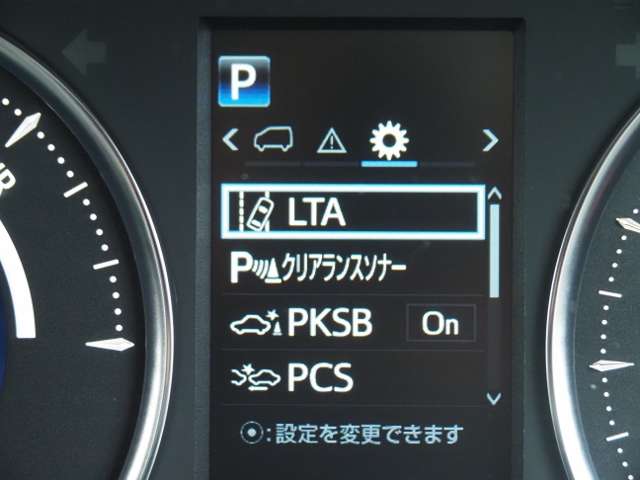 P
LTA
Pクリアランスソナー
PKSB On
PCS
:設定を変更できます